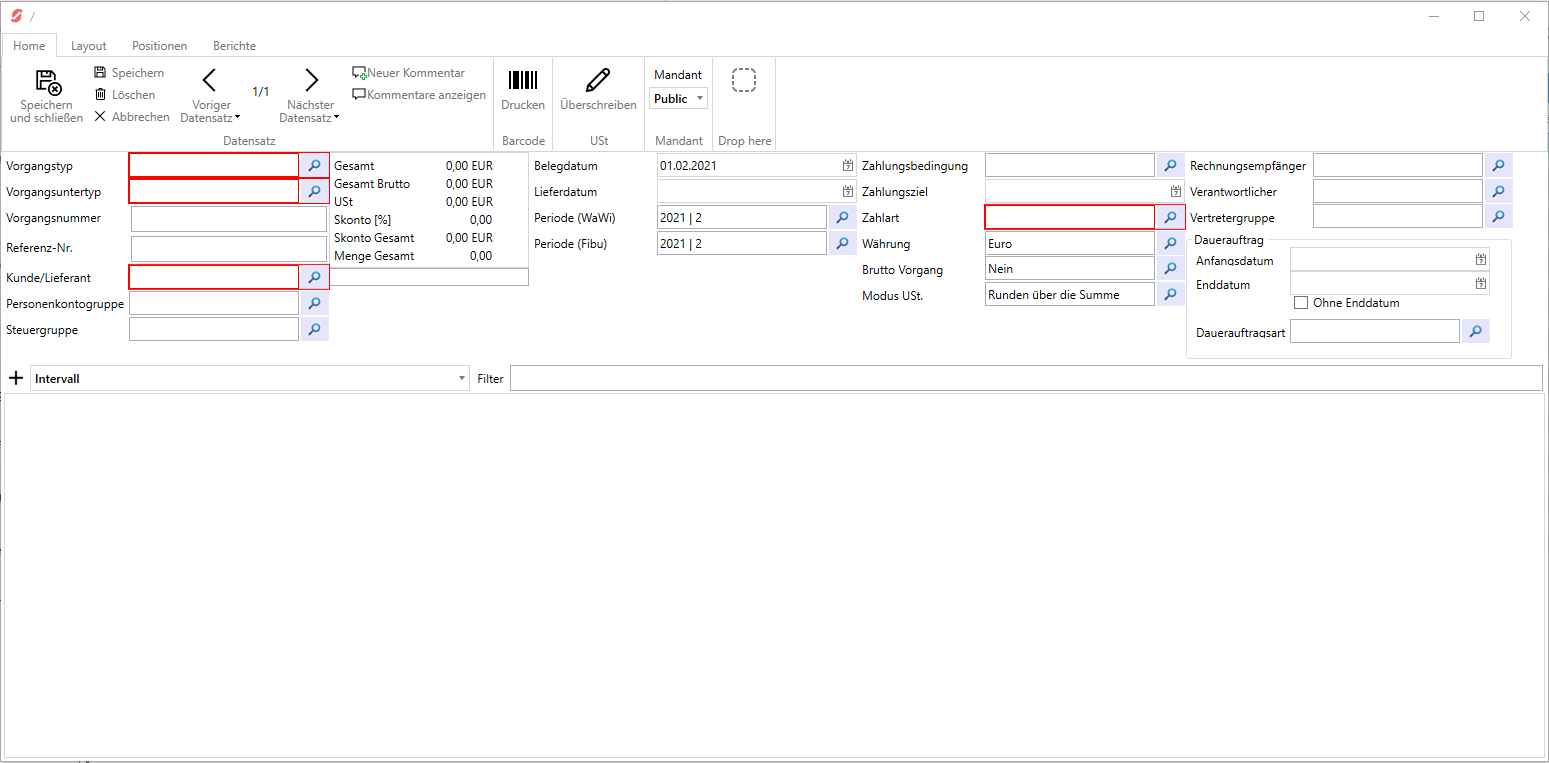 /
Home Layout Positionen Berichte
Speichern und schließen
Speichern
Löschen
Abbrechen
Voriger Datensatz
1/1
Nächster Datensatz
Neuer Kommentar
Kommentare anzeigen
Datensatz
Drucken
Barcode
Überschreiben
USt
Mandant
Public
Mandant
Drop here
Vorgangstyp
Vorgangsuntertyp
Vorgangsnummer
Referenz-Nr.
Kunde/Lieferant
Personenkontogruppe
Steuergruppe
Gesamt 0,00 EUR
Gesamt Brutto 0,00 EUR
USt 0,00 EUR
Skonto [%] 0,00
Skonto Gesamt 0,00 EUR
Menge Gesamt 0,00
Belegdatum 01.02.2021
Lieferdatum
Periode (WaWi) 2021 | 2
Periode (Fibu) 2021 | 2
Zahlungsbedingung
Zahlungsziel
Zahlart
Währung Euro
Brutto Vorgang Nein
Modus USt. Runden über die Summe
Rechnungsempfänger
Verantwortlicher
Vertretergruppe
Dauerauftrag
Anfangsdatum
Enddatum
Ohne Enddatum
Dauerauftragsart
Intervall
Filter